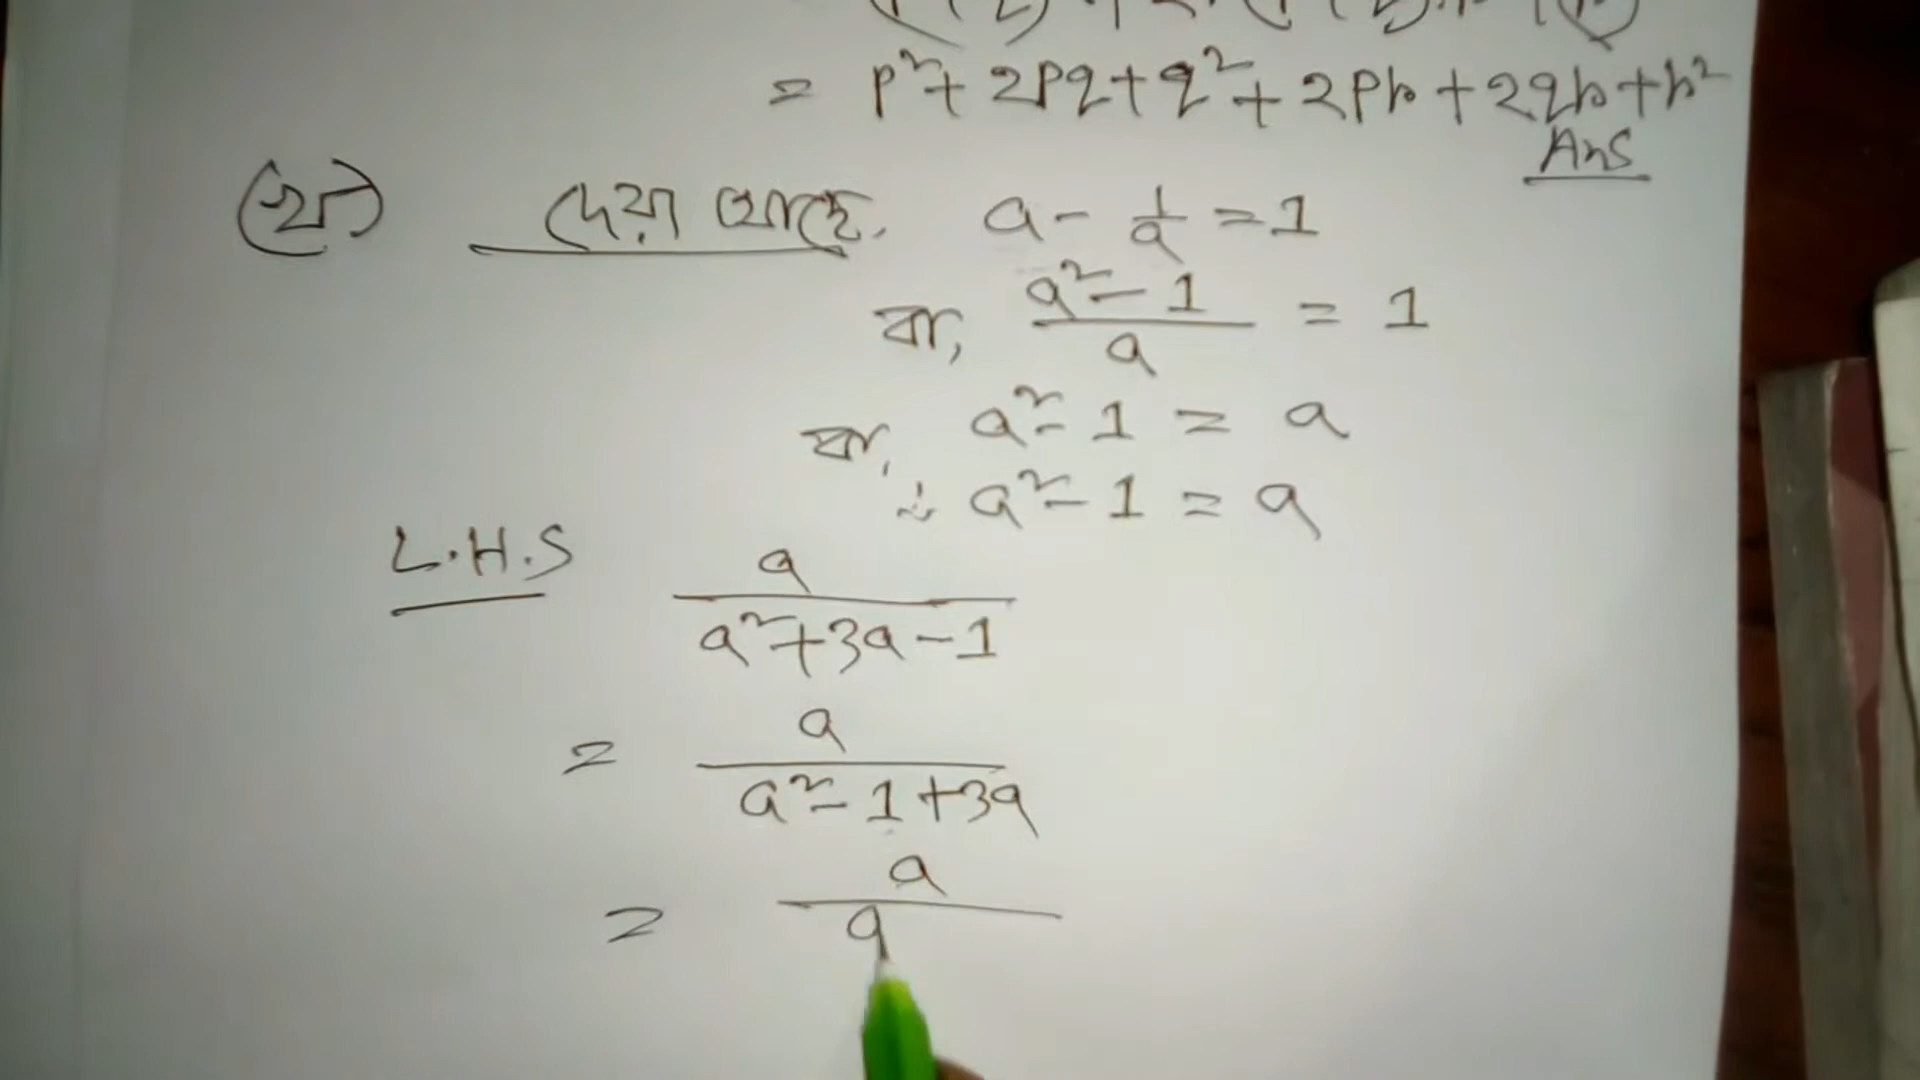 = p² + 2pq + q² + 2pr + 2qr + r²
Ans
(খ) দেয়া আছে, a - 1/a = 1
বা, a² - 1 / a = 1
বা, a² - 1 = a
∴ a² - 1 = a
L.H.S a / a² + 3a - 1
= a / a² - 1 + 3a
= a / a